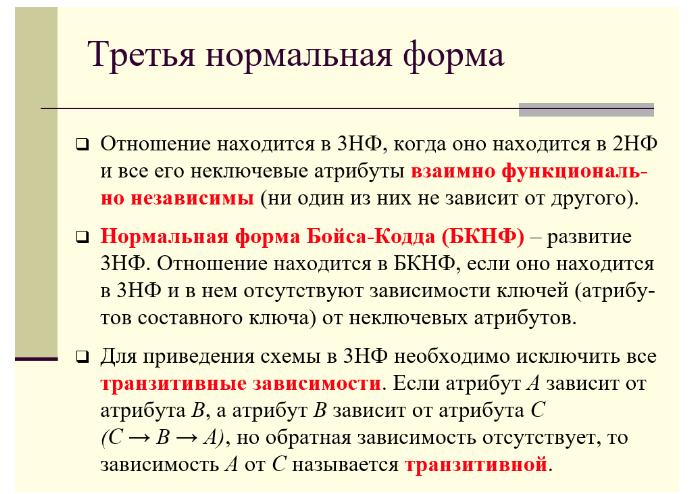 Третья нормальная форма
Отношение находится в 3НФ, когда оно находится в 2НФ
и все его неключевые атрибуты взаимно функциональ-
но независимы (ни один из них не зависит от другого).
Нормальная форма Бойса-Кодда (БКНФ) – развитие
3НФ. Отношение находится в БКНФ, если оно находится
в 3НФ и в нем отсутствуют зависимости ключей (атрибу-
тов составного ключа) от неключевых атрибутов.
Для приведения схемы в 3НФ необходимо исключить все
транзитивные зависимости. Если атрибут A зависит от
атрибута B, а атрибут B зависит от атрибута C
(C → B → A), но обратная зависимость отсутствует, то
зависимость A от C называется транзитивной.